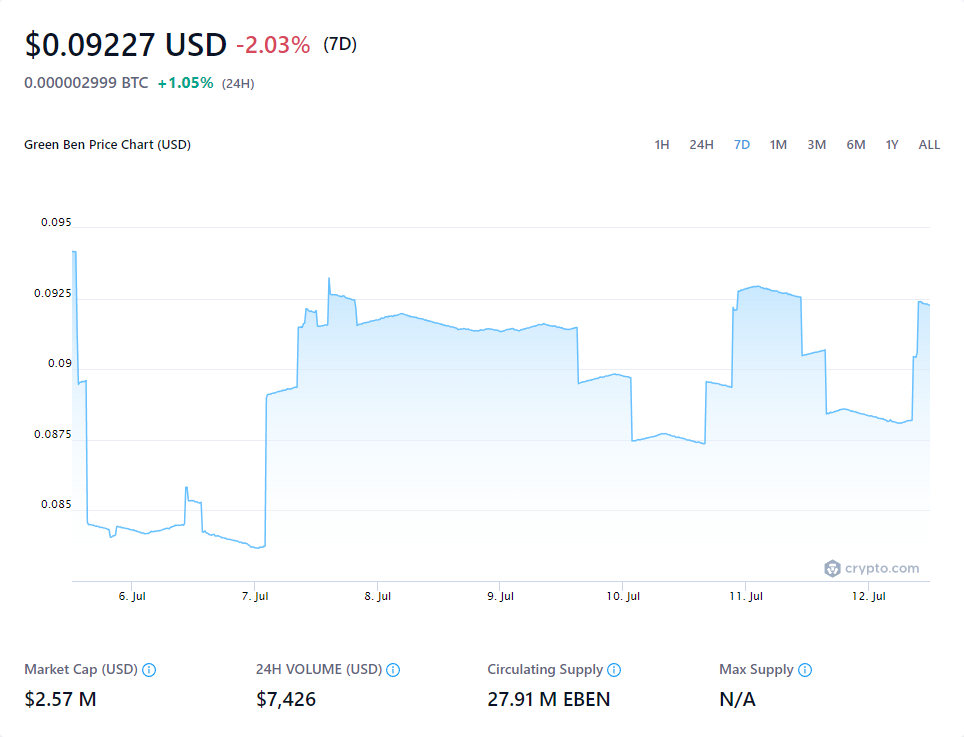 $0.09227 USD -2.03% (7D)
0.000002999 BTC +1.05% (24H)
Green Ben Price Chart (USD) 1H 24H 7D 1M 3M 6M 1Y ALL
0.095
0.0925
0.09
0.0875
0.085
crypto.com
6. Jul 7. Jul 8. Jul 9. Jul 10. Jul 11. Jul 12. Jul
Market Cap (USD) 24H VOLUME (USD) Circulating Supply Max Supply
$2.57 M $7,426 27.91 M EBEN N/A